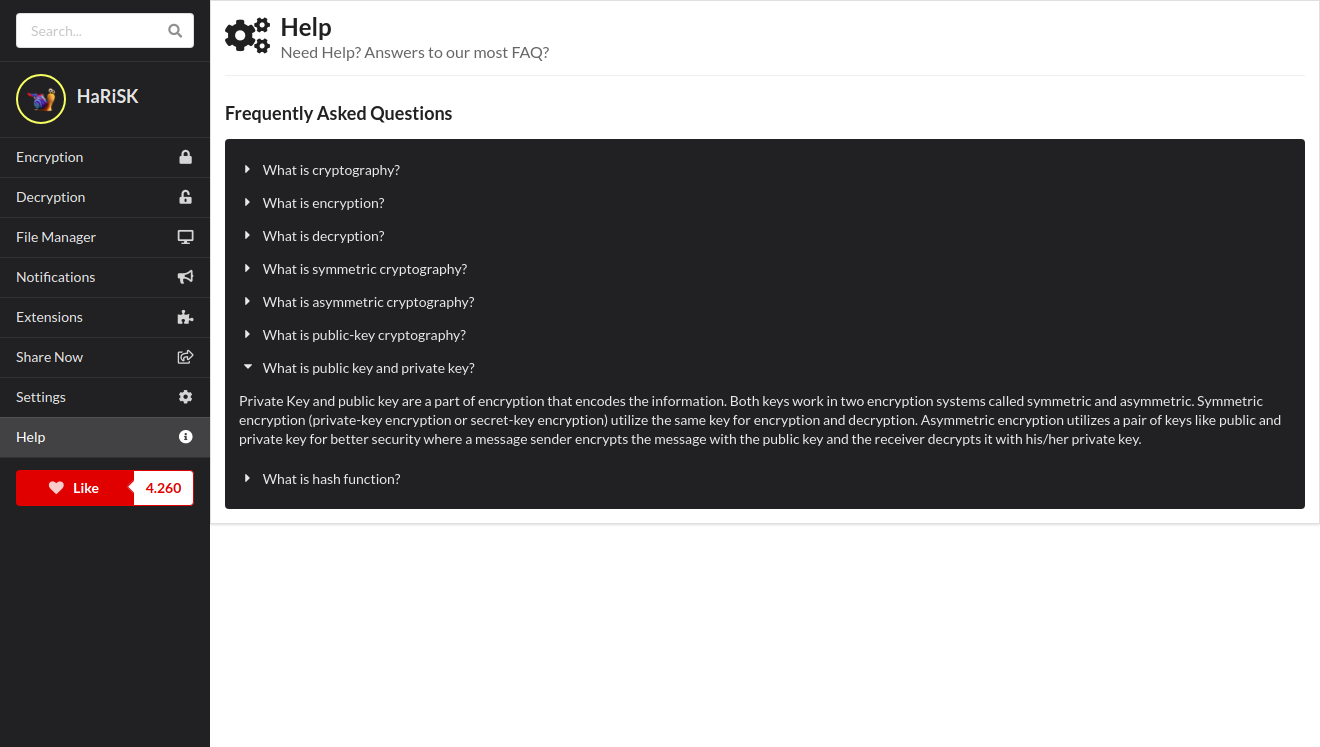 Search...
HaRiSK
Encryption
Decryption
File Manager
Notifications
Extensions
Share Now
Settings
Help
Like
4.260
Help
Need Help? Answers to our most FAQ?
Frequently Asked Questions
What is cryptography?
What is encryption?
What is decryption?
What is symmetric cryptography?
What is asymmetric cryptography?
What is public-key cryptography?
What is public key and private key?
Private Key and public key are a part of encryption that encodes the information. Both keys work in two encryption systems called symmetric and asymmetric. Symmetric
encryption (private-key encryption or secret-key encryption) utilize the same key for encryption and decryption. Asymmetric encryption utilizes a pair of keys like public and
private key for better security where a message sender encrypts the message with the public key and the receiver decrypts it with his/her private key.
What is hash function?